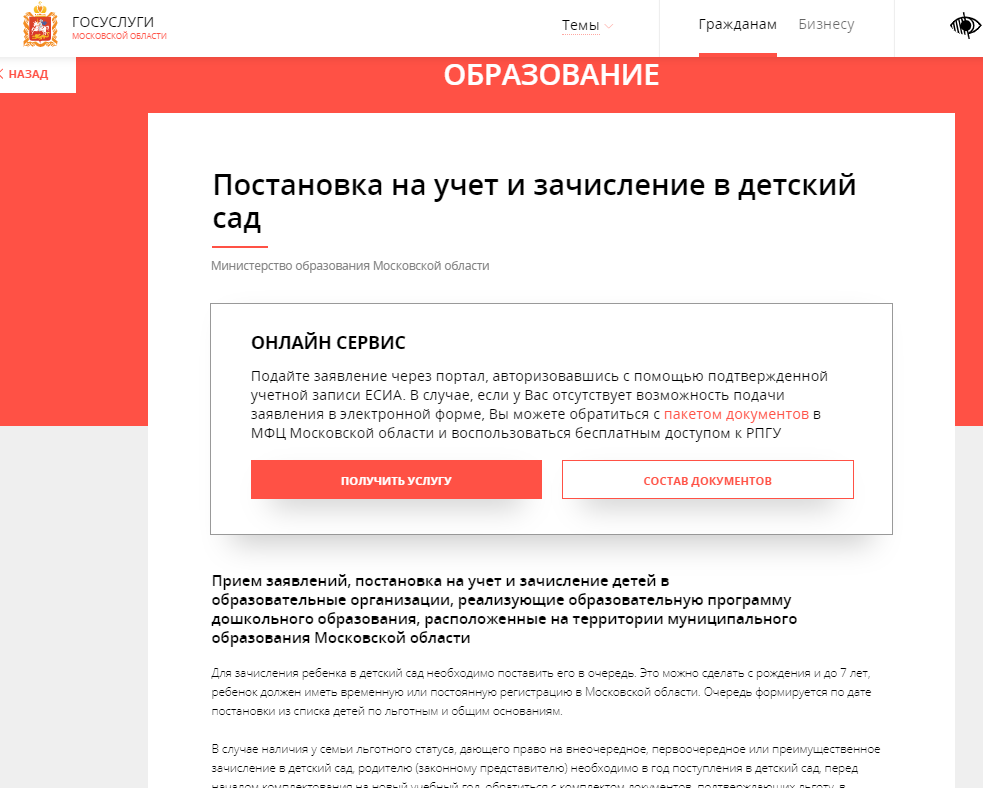 ГОСУСЛУГИ
МОСКОВСКОЙ ОБЛАСТИ
Темы
Гражданам
Бизнесу
НАЗАД
ОБРАЗОВАНИЕ
Постановка на учет и зачисление в детский
сад
Министерство образования Московской области
ОНЛАЙН СЕРВИС
Подайте заявление через портал, авторизовавшись с помощью подтвержденной
учетной записи ЕСИА. В случае, если у Вас отсутствует возможность подачи
заявления в электронной форме, Вы можете обратиться с пакетом документов в
МФЦ Московской области и воспользоваться бесплатным доступом к РПГУ
ПОЛУЧИТЬ УСЛУГУ
СОСТАВ ДОКУМЕНТОВ
Прием заявлений, постановка на учет и зачисление детей в
образовательные организации, реализующие образовательную программу
дошкольного образования, расположенные на территории муниципального
образования Московской области
Для зачисления ребенка в детский сад необходимо поставить его в очередь. Это можно сделать с рождения и до 7 лет,
ребенок должен иметь временную или постоянную регистрацию в Московской области. Очередь формируется по дате
постановки из списка детей по льготным и общим основаниям.
В случае наличия у семьи льготного статуса, дающего право на внеочередное, первоочередное или преимущественное
зачисление в детский сад, родителю (законному представителю) необходимо в год поступления в детский сад, перед
началом комплектования на новый учебный год, обратиться с комплектом документов, подтверждающих льготу, в